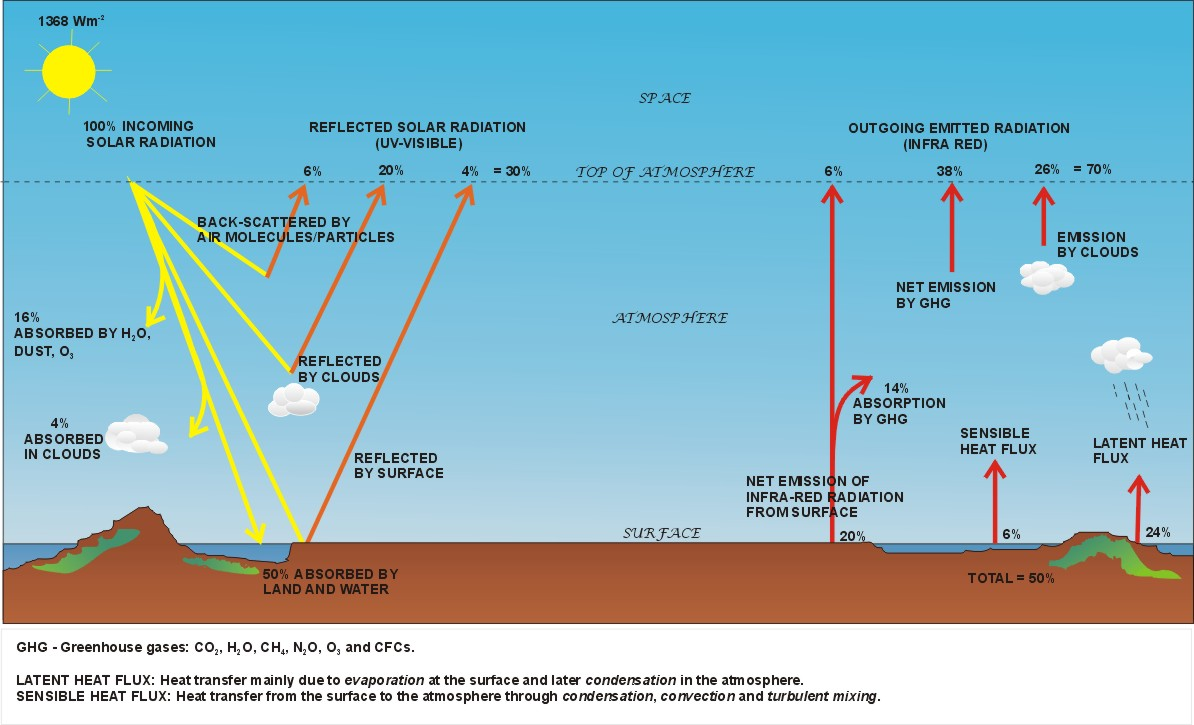 1368 Wm⁻²
100% INCOMING
SOLAR RADIATION
REFLECTED SOLAR RADIATION
(UV-VISIBLE)
6%
20%
4% = 30%
SPACE
TOP OF ATMOSPHERE
OUTGOING EMITTED RADIATION
(INFRA RED)
6%
38%
26% = 70%
BACK-SCATTERED BY
AIR MOLECULES/PARTICLES
EMISSION
BY CLOUDS
NET EMISSION
BY GHG
16%
ABSORBED BY H₂O,
DUST, O₃
ATMOSPHERE
REFLECTED
BY CLOUDS
14%
ABSORPTION
BY GHG
4%
ABSORBED
IN CLOUDS
SENSIBLE
HEAT FLUX
LATENT HEAT
FLUX
REFLECTED
BY SURFACE
NET EMISSION OF
INFRA-RED RADIATION
FROM SURFACE
SURFACE
20%
6%
24%
50% ABSORBED BY
LAND AND WATER
TOTAL = 50%
GHG - Greenhouse gases: CO₂, H₂O, CH₄, N₂O, O₃ and CFCs.
LATENT HEAT FLUX: Heat transfer mainly due to evaporation at the surface and later condensation in the atmosphere.
SENSIBLE HEAT FLUX: Heat transfer from the surface to the atmosphere through condensation, convection and turbulent mixing.